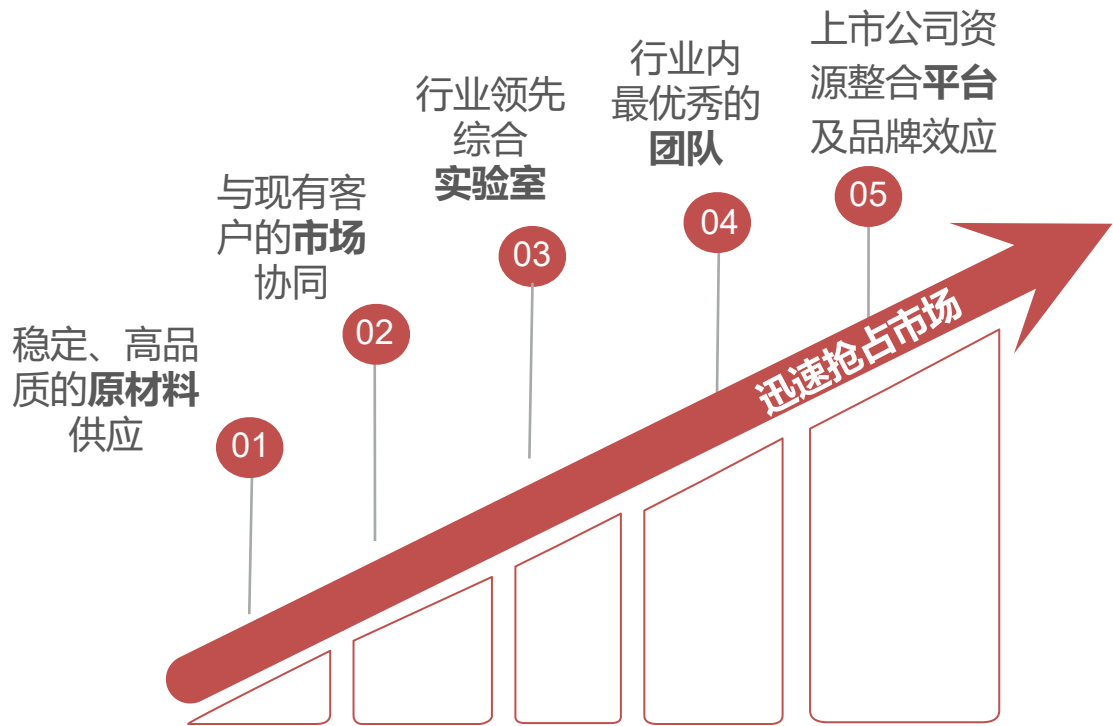 稳定、高品
质的原材料
供应
01
与现有客
户的市场
协同
02
行业领先
综合
实验室
03
行业内
最优秀的
团队
04
上市公司资
源整合平台
及品牌效应
05
迅速抢占市场